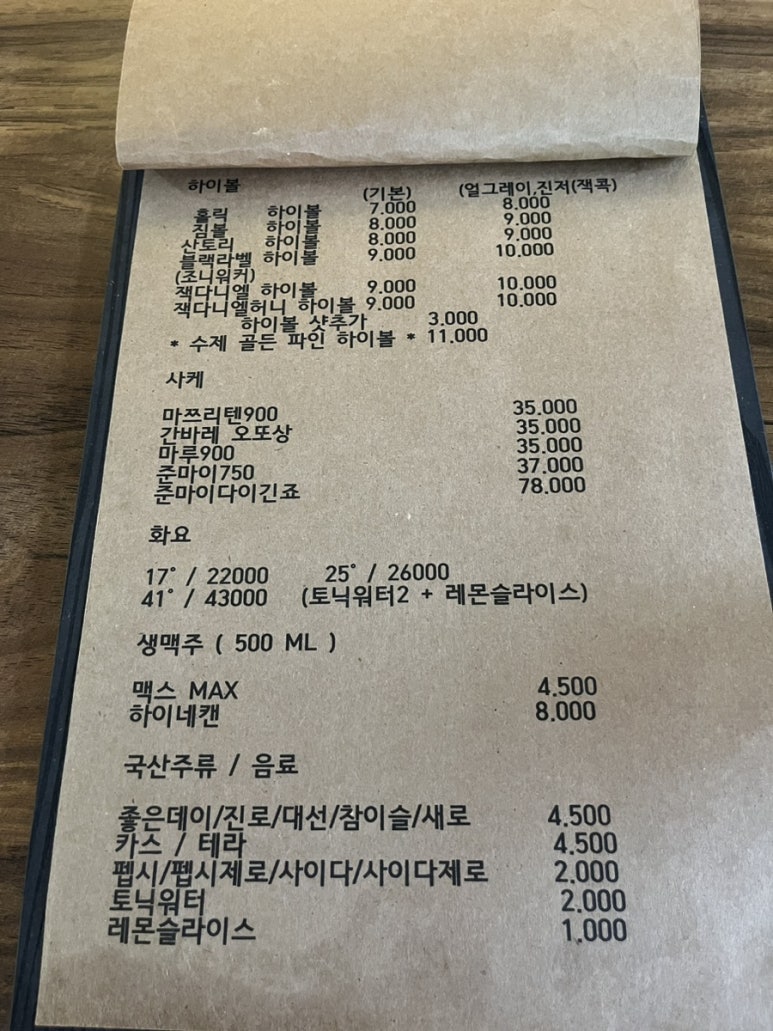 하이볼 (기본) (얼그레이,진저(잭콕)
홀릭 하이볼 7.000 8.000
짐볼 하이볼 8.000 9.000
산토리 하이볼 8.000 9.000
블랙라벨 하이볼 9.000 10.000
(조니워커)
잭다니엘 하이볼 9.000 10.000
잭다니엘허니 하이볼 9.000 10.000
하이볼 샷추가 3.000
* 수제 골든 파인 하이볼 * 11.000
사케
마쯔리텐900 35.000
간바레 오또상 35.000
마루900 35.000
준마이750 37.000
준마이다이긴죠 78.000
화요
17° / 22000 25° / 26000
41° / 43000 (토닉워터2 + 레몬슬라이스)
생맥주 ( 500 ML )
맥스 MAX 4.500
하이네캔 8.000
국산주류 / 음료
좋은데이/진로/대선/참이슬/새로 4.500
카스 / 테라 4.500
펩시/펩시제로/사이다/사이다제로 2.000
토닉워터 2.000
레몬슬라이스 1.000